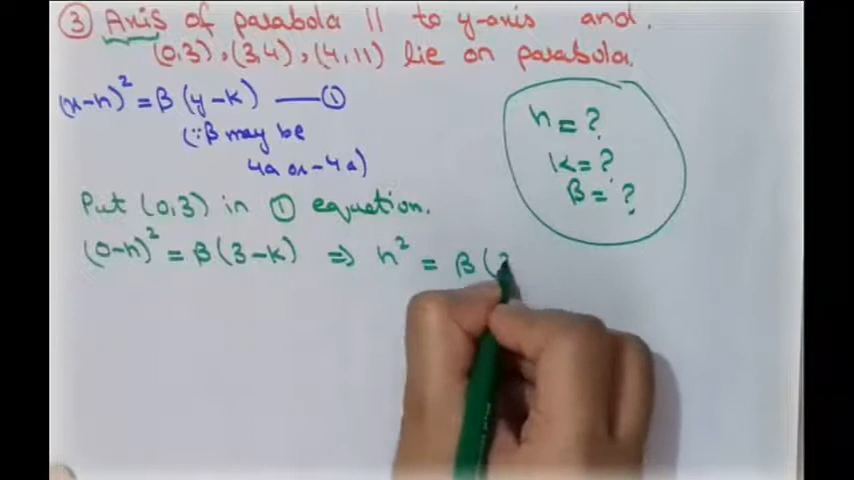 ③ Axis of parabola || to y-axis and
(0,3), (3,4), (4,11) lie on parabola.
(x-h)² = β(y-k) —— ①
(∵ β may be
4a or -4a)
h = ?
k = ?
β = ?
Put (0,3) in ① equation.
(0-h)² = β(3-k) ⇒ h² = β(